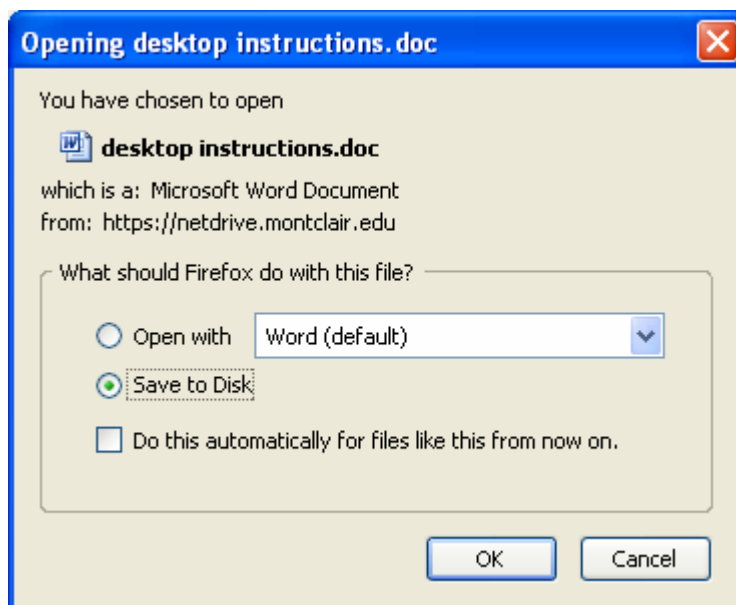 Opening desktop instructions.doc
You have chosen to open
desktop instructions.doc
which is a: Microsoft Word Document
from: https://netdrive.montclair.edu
What should Firefox do with this file?
Open with Word (default)
Save to Disk
Do this automatically for files like this from now on.
OK Cancel